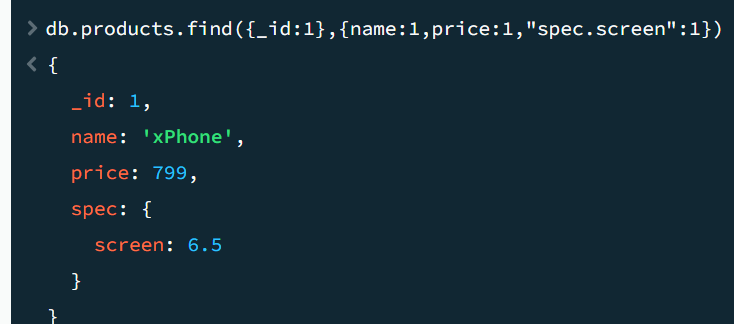 > db.products.find({_id:1},{name:1,price:1,"spec.screen":1})
< {
_id: 1,
name: 'xPhone',
price: 799,
spec: {
screen: 6.5
}
}